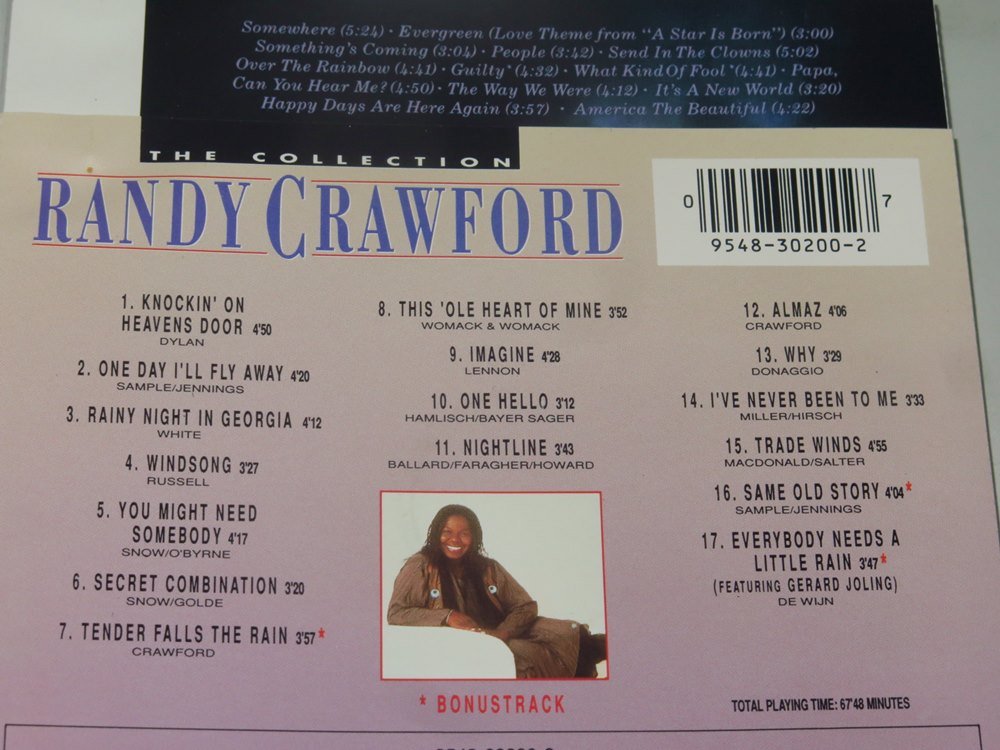 Somewhere (5:24) · Evergreen (Love Theme from "A Star Is Born") (3:00)
Something's Coming (3:04) · People (3:42) · Send In The Clowns (5:02)
Over The Rainbow (4:41) · Guilty* (4:32) · What Kind Of Fool* (4:41) · Papa,
Can You Hear Me? (4:50) · The Way We Were (4:12) · It's A New World (3:20)
Happy Days Are Here Again (3:57) · America The Beautiful (4:22)
THE COLLECTION
RANDY CRAWFORD
0 7
9548-30200-2
1. KNOCKIN' ON
HEAVENS DOOR 4'50
DYLAN
2. ONE DAY I'LL FLY AWAY 4'20
SAMPLE/JENNINGS
3. RAINY NIGHT IN GEORGIA 4'12
WHITE
4. WINDSONG 3'27
RUSSELL
5. YOU MIGHT NEED
SOMEBODY 4'17
SNOW/O'BYRNE
6. SECRET COMBINATION 3'20
SNOW/GOLDE
7. TENDER FALLS THE RAIN 3'57*
CRAWFORD
8. THIS 'OLE HEART OF MINE 3'52
WOMACK & WOMACK
9. IMAGINE 4'28
LENNON
10. ONE HELLO 3'12
HAMLISCH/BAYER SAGER
11. NIGHTLINE 3'43
BALLARD/FARAGHER/HOWARD
12. ALMAZ 4'06
CRAWFORD
13. WHY 3'29
DONAGGIO
14. I'VE NEVER BEEN TO ME 3'33
MILLER/HIRSCH
15. TRADE WINDS 4'55
MACDONALD/SALTER
16. SAME OLD STORY 4'04*
SAMPLE/JENNINGS
17. EVERYBODY NEEDS A
LITTLE RAIN 3'47*
(FEATURING GERARD JOLING)
DE WIJN
* BONUSTRACK
TOTAL PLAYING TIME: 67'48 MINUTES